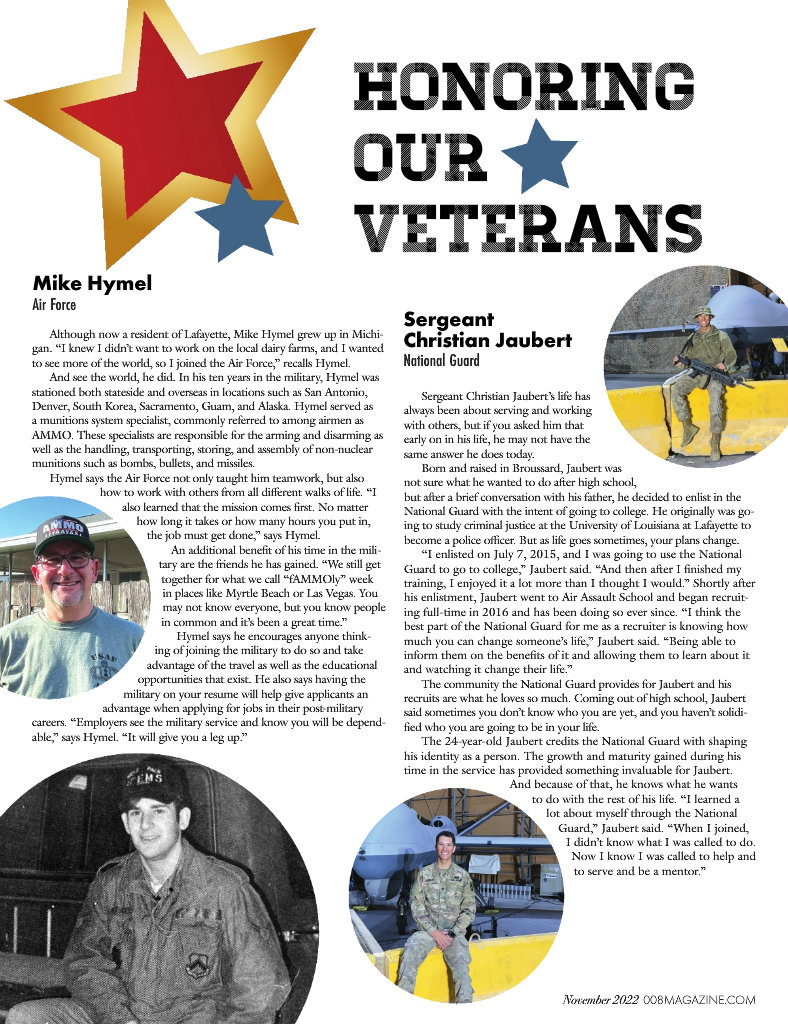 HONORING
OUR
VETERANS
Mike Hymel
Air Force
Although now a resident of Lafayette, Mike Hymel grew up in Michi-
gan. “I knew I didn’t want to work on the local dairy farms, and I wanted
to see more of the world, so I joined the Air Force,” recalls Hymel.
And see the world, he did. In his ten years in the military, Hymel was
stationed both stateside and overseas in locations such as San Antonio,
Denver, South Korea, Sacramento, Guam, and Alaska. Hymel served as
a munitions system specialist, commonly referred to among airmen as
AMMO. These specialists are responsible for the arming and disarming as
well as the handling, transporting, storing, and assembly of non-nuclear
munitions such as bombs, bullets, and missiles.
Hymel says the Air Force not only taught him teamwork, but also
how to work with others from all different walks of life. “I
also learned that the mission comes first. No matter
how long it takes or how many hours you put in,
the job must get done,” says Hymel.
An additional benefit of his time in the mili-
tary are the friends he has gained. “We still get
together for what we call “fAMMOly” week
in places like Myrtle Beach or Las Vegas. You
may not know everyone, but you know people
in common and it’s been a great time.”
Hymel says he encourages anyone think-
ing of joining the military to do so and take
advantage of the travel as well as the educational
opportunities that exist. He also says having the
military on your resume will help give applicants an
advantage when applying for jobs in their post-military
careers. “Employers see the military service and know you will be depend-
able,” says Hymel. “It will give you a leg up.”
AMMO
USAF
EMS
Sergeant
Christian Jaubert
National Guard
Sergeant Christian Jaubert’s life has
always been about serving and working
with others, but if you asked him that
early on in his life, he may not have the
same answer he does today.
Born and raised in Broussard, Jaubert was
not sure what he wanted to do after high school,
but after a brief conversation with his father, he decided to enlist in the
National Guard with the intent of going to college. He originally was go-
ing to study criminal justice at the University of Louisiana at Lafayette to
become a police officer. But as life goes sometimes, your plans change.
“I enlisted on July 7, 2015, and I was going to use the National
Guard to go to college,” Jaubert said. “And then after I finished my
training, I enjoyed it a lot more than I thought I would.” Shortly after
his enlistment, Jaubert went to Air Assault School and began recruit-
ing full-time in 2016 and has been doing so ever since. “I think the
best part of the National Guard for me as a recruiter is knowing how
much you can change someone’s life,” Jaubert said. “Being able to
inform them on the benefits of it and allowing them to learn about it
and watching it change their life.”
The community the National Guard provides for Jaubert and his
recruits are what he loves so much. Coming out of high school, Jaubert
said sometimes you don’t know who you are yet, and you haven’t solidi-
fied who you are going to be in your life.
The 24-year-old Jaubert credits the National Guard with shaping
his identity as a person. The growth and maturity gained during his
time in the service has provided something invaluable for Jaubert.
And because of that, he knows what he wants
to do with the rest of his life. “I learned a
lot about myself through the National
Guard,” Jaubert said. “When I joined,
I didn’t know what I was called to do.
Now I know I was called to help and
to serve and be a mentor.”
November 2022 008MAGAZINE.COM